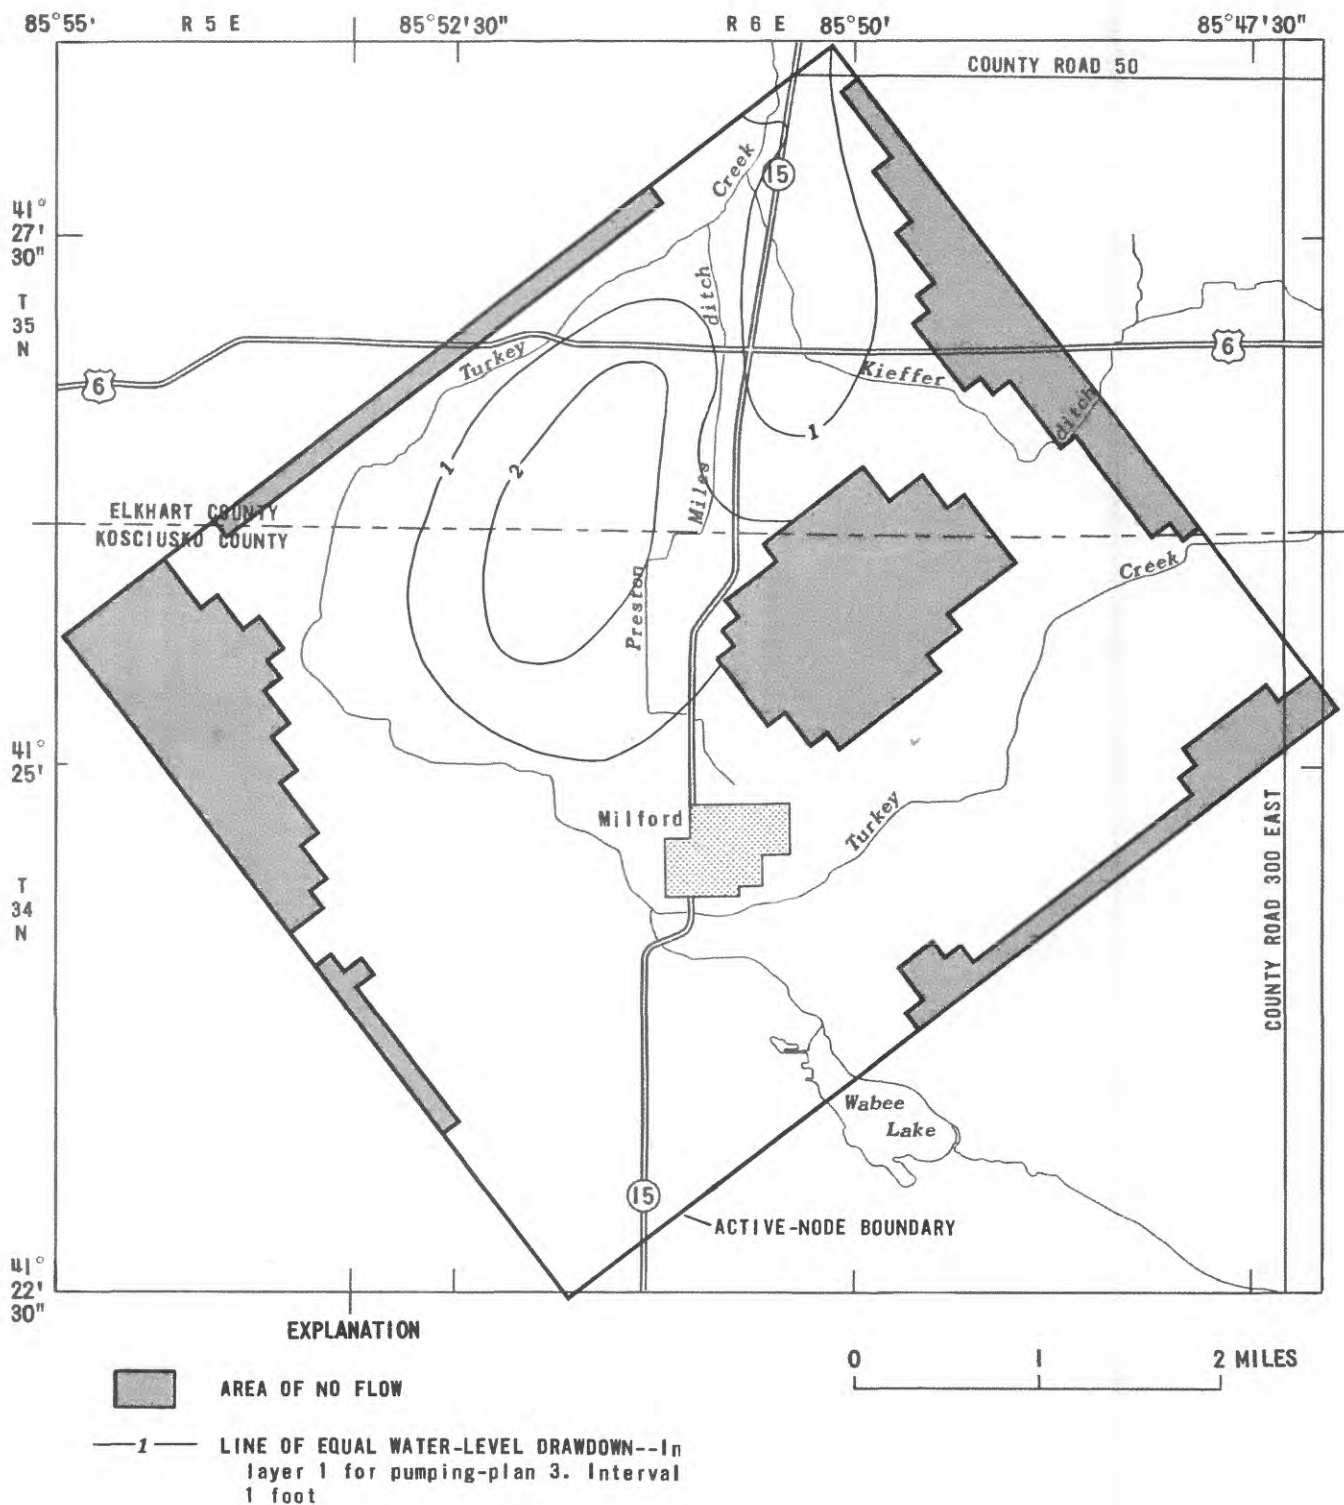 85°55'
R 5 E
85°52'30"
R 6 E
85°50'
85°47'30"
COUNTY ROAD 50
Creek
15
41°
27'
30"
T
35
N
ditch
6
Turkey
Kieffer
6
ditch
1
1
2
Miles
ELKHART COUNTY
KOSCIUSKO COUNTY
Creek
Preston
41°
25'
Milford
Turkey
COUNTY ROAD 300 EAST
T
34
N
Wabee
Lake
15
ACTIVE-NODE BOUNDARY
41°
22'
30"
EXPLANATION
0 1 2 MILES
AREA OF NO FLOW
1 LINE OF EQUAL WATER-LEVEL DRAWDOWN--In
layer 1 for pumping-plan 3. Interval
1 foot